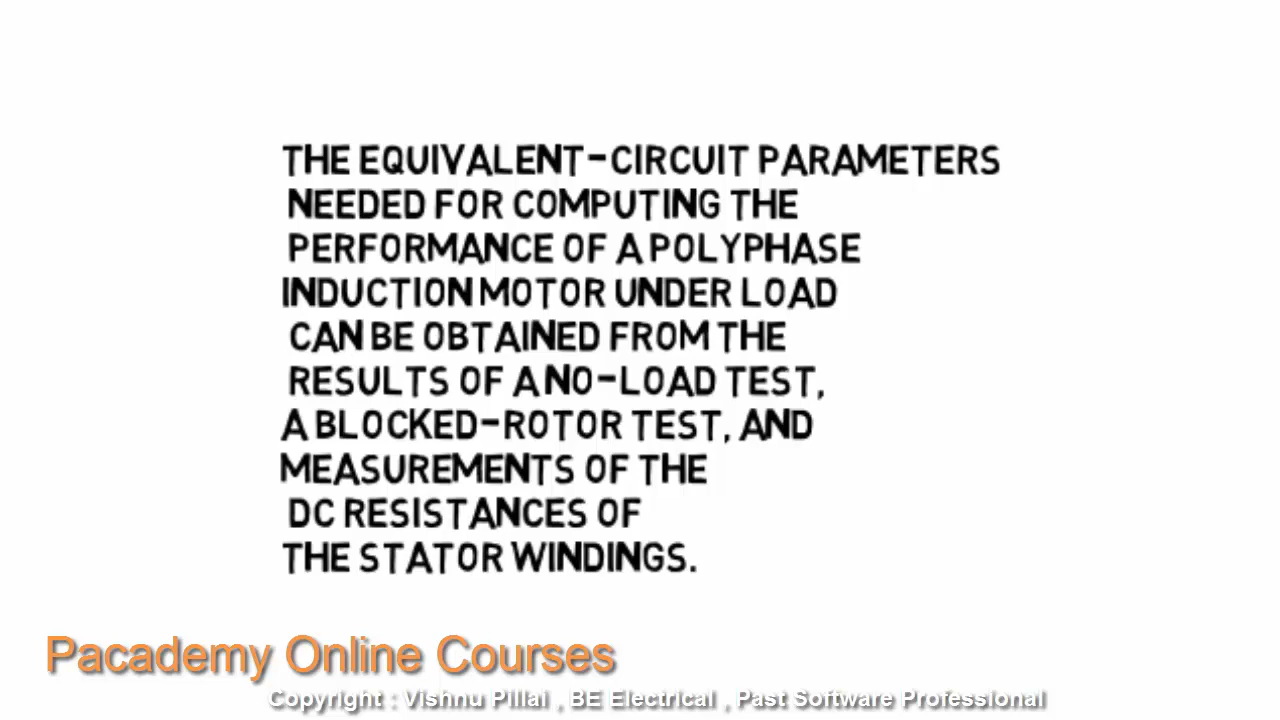 THE EQUIVALENT-CIRCUIT PARAMETERS
NEEDED FOR COMPUTING THE
PERFORMANCE OF A POLYPHASE
INDUCTION MOTOR UNDER LOAD
CAN BE OBTAINED FROM THE
RESULTS OF A NO-LOAD TEST,
A BLOCKED-ROTOR TEST, AND
MEASUREMENTS OF THE
DC RESISTANCES OF
THE STATOR WINDINGS.
Pacademy Online Courses
Copyright : Vishnu Pillai , BE Electrical , Past Software Professional